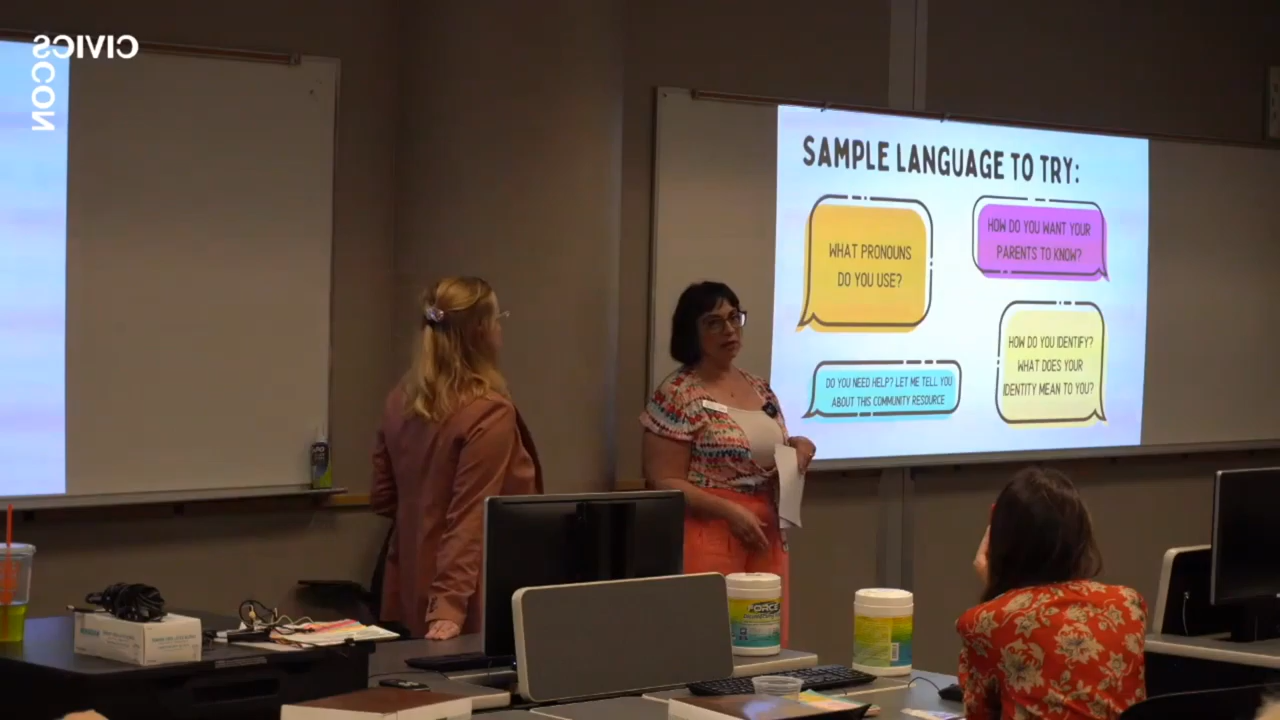 CIVICS
CON
SAMPLE LANGUAGE TO TRY:
WHAT PRONOUNS
DO YOU USE?
HOW DO YOU WANT YOUR
PARENTS TO KNOW?
DO YOU NEED HELP? LET ME TELL YOU
ABOUT THIS COMMUNITY RESOURCE
HOW DO YOU IDENTIFY?
WHAT DOES YOUR
IDENTITY MEAN TO YOU?
FORCE